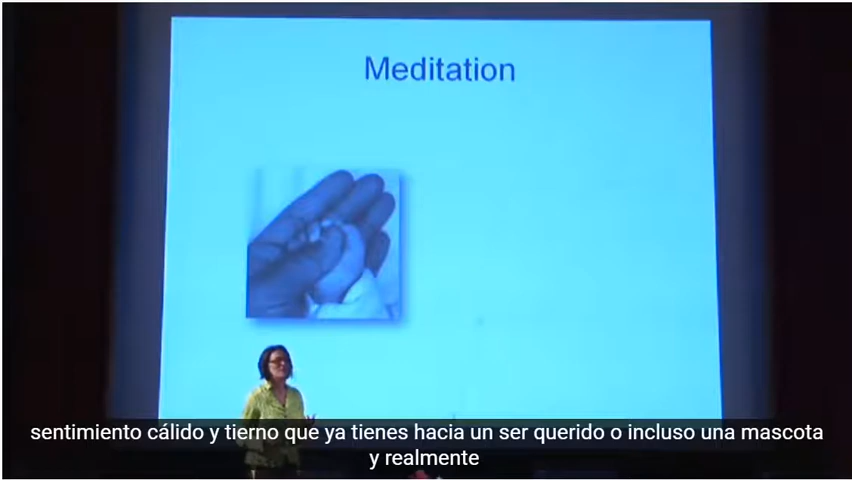 Meditation
sentimiento cálido y tierno que ya tienes hacia un ser querido o incluso una mascota
y realmente